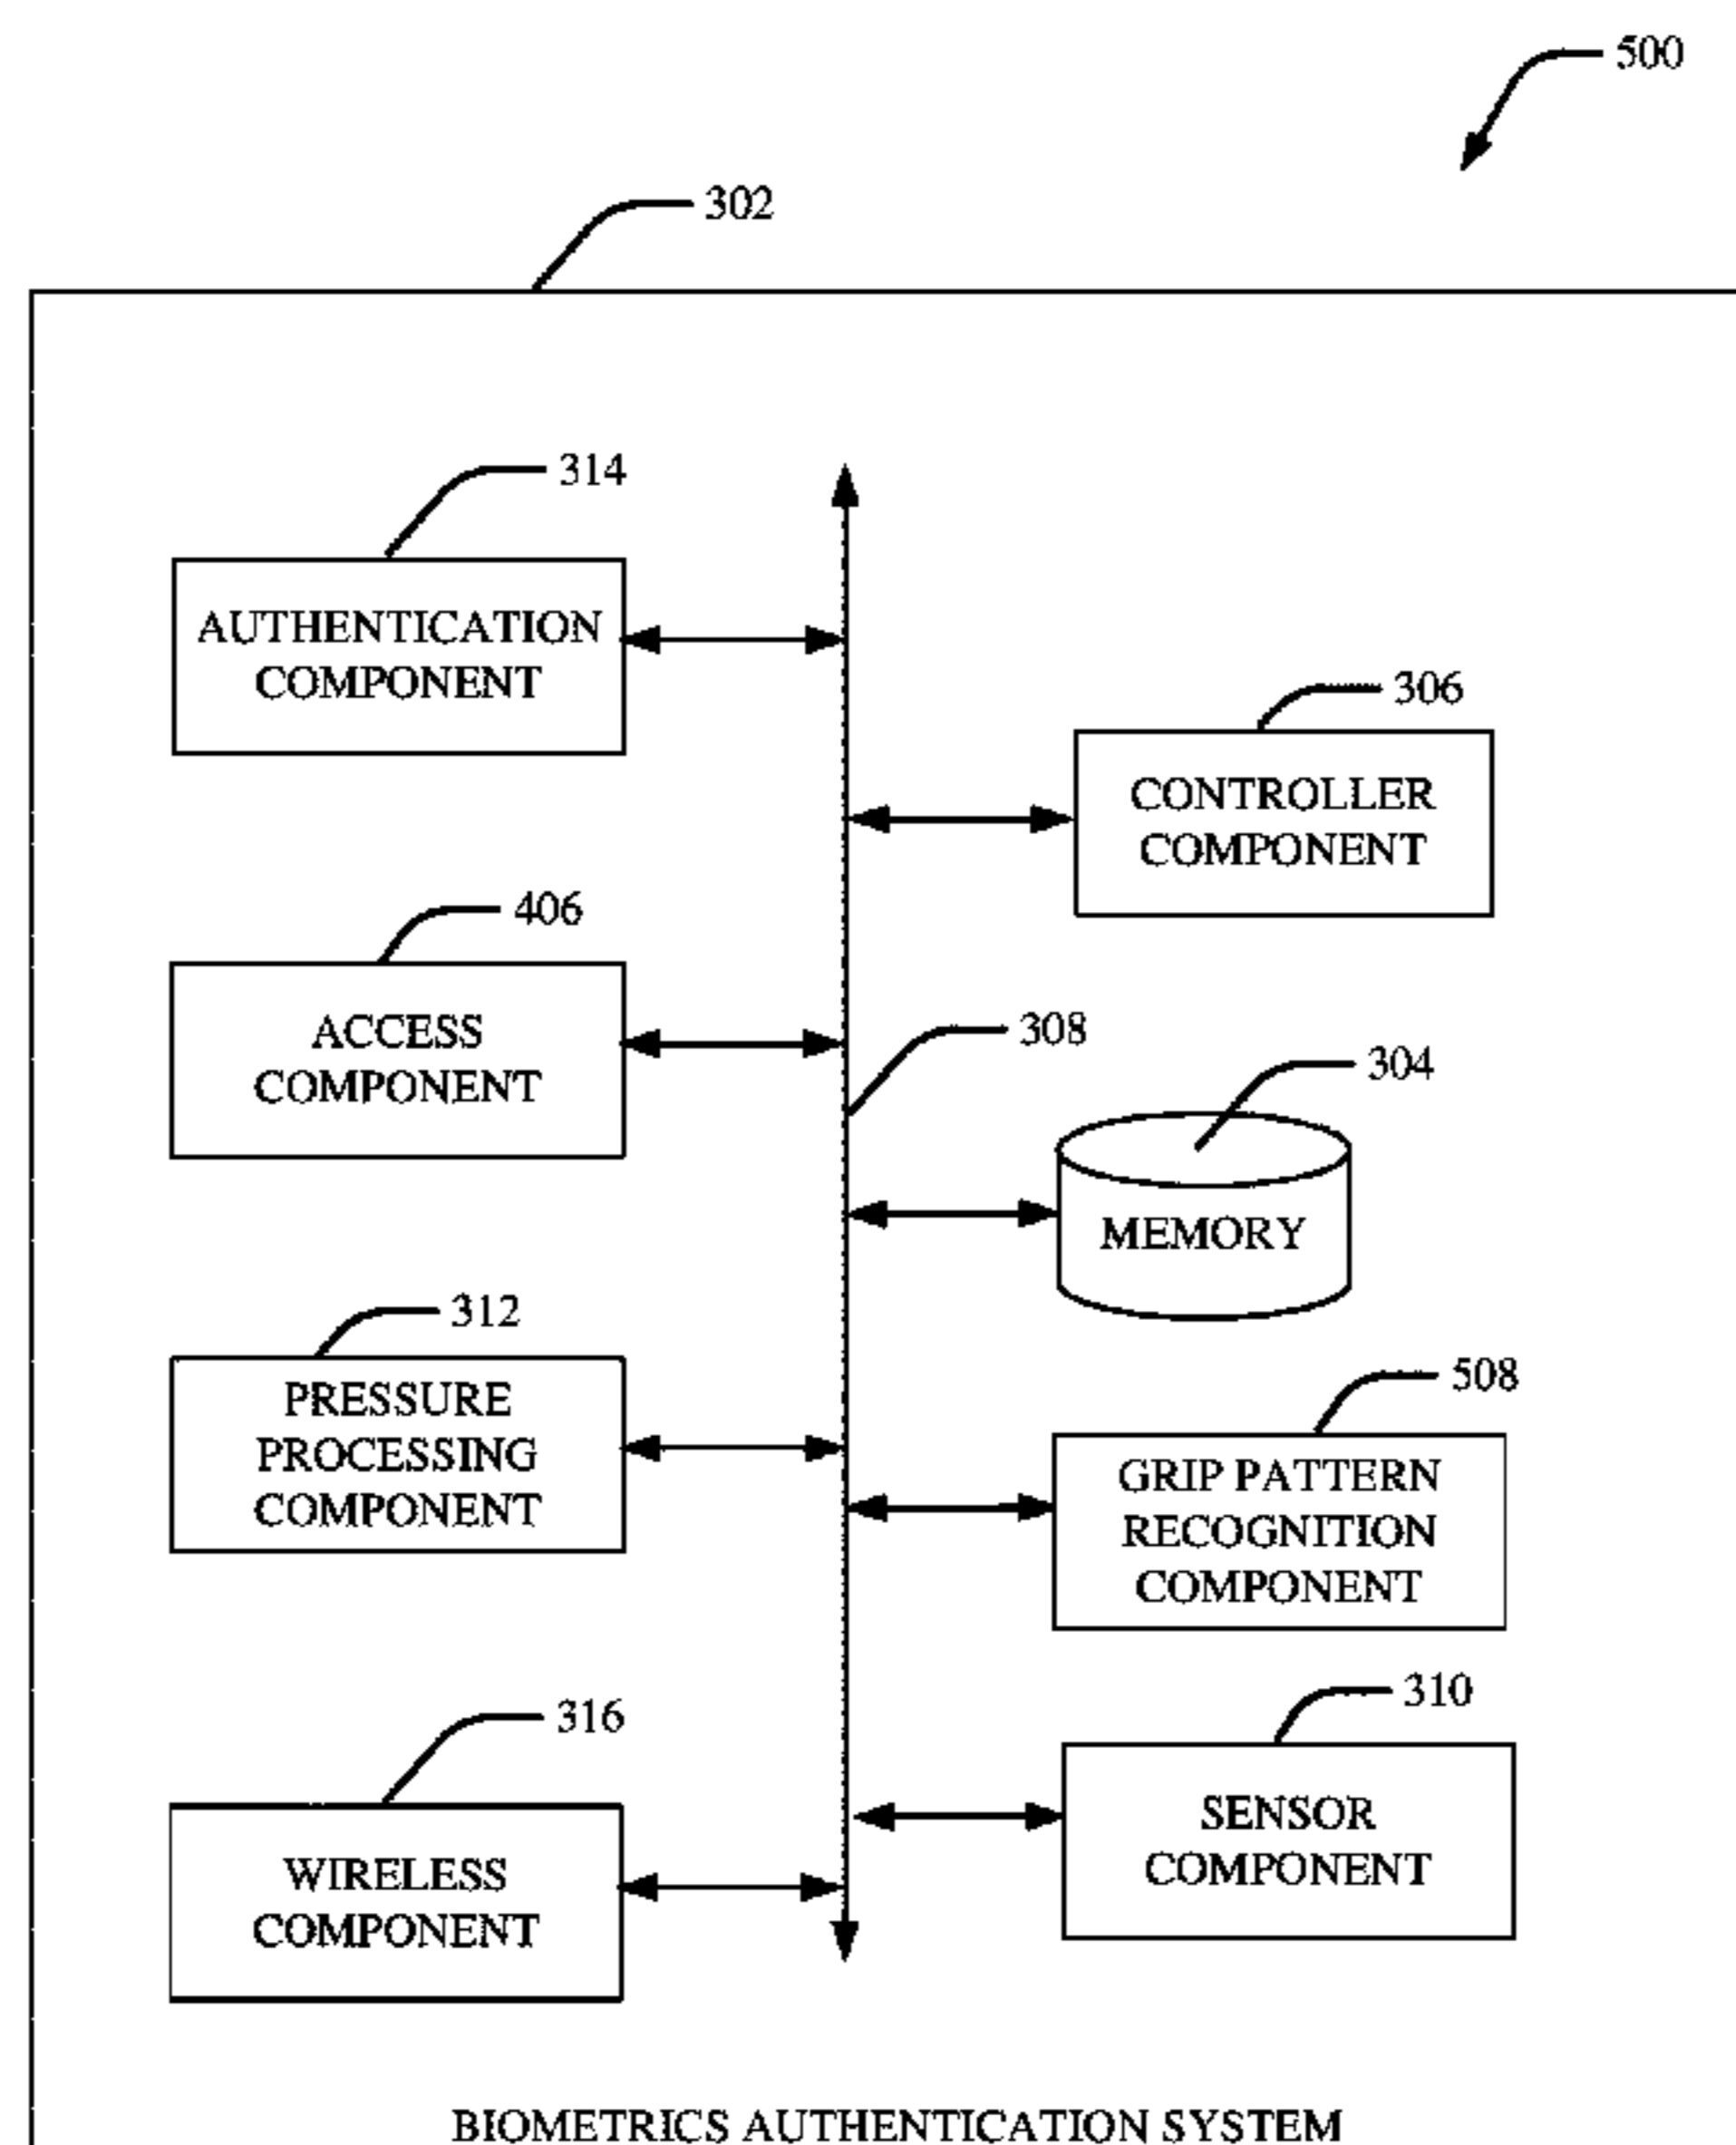 500
302
314
AUTHENTICATION
COMPONENT
306
CONTROLLER
COMPONENT
406
ACCESS
COMPONENT
308
304
MEMORY
312
PRESSURE
PROCESSING
COMPONENT
508
GRIP PATTERN
RECOGNITION
COMPONENT
316
WIRELESS
COMPONENT
310
SENSOR
COMPONENT
BIOMETRICS AUTHENTICATION SYSTEM